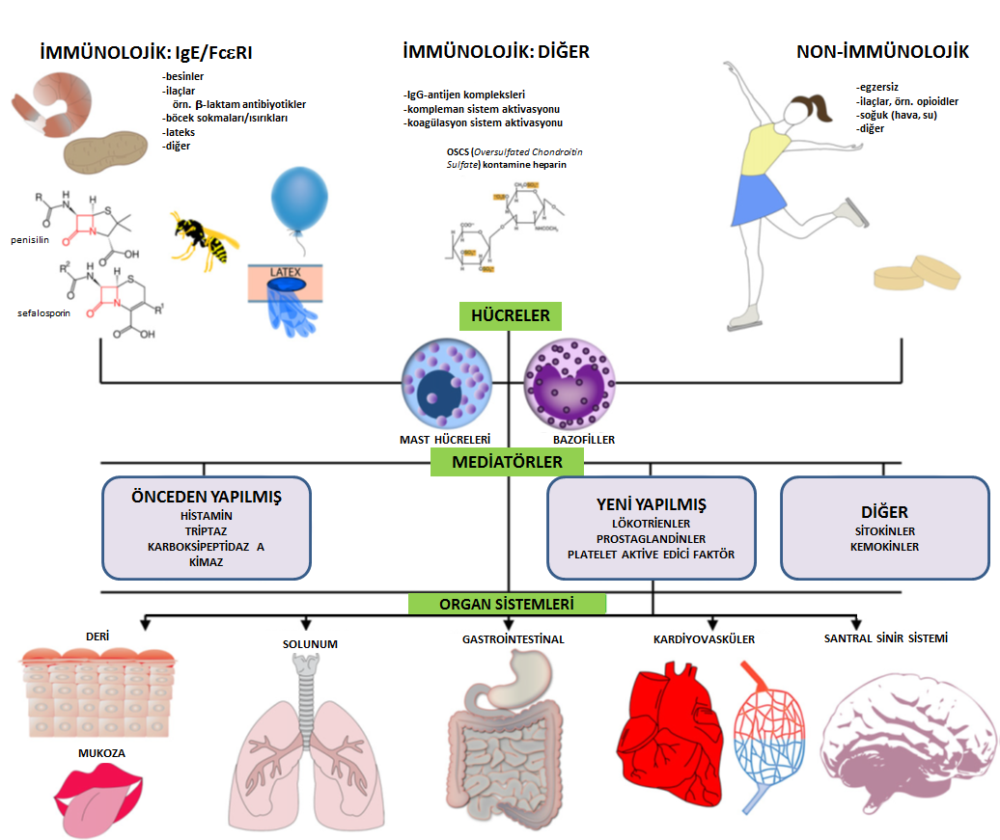 İMMÜNOLOJİK: IgE/FcεRI
-besinler
-ilaçlar
örn. β-laktam antibiyotikler
-böcek sokmaları/ısırıkları
-lateks
-diğer
R
H
N
H
S
O
N
O
O
OH
penisilin
R²
H
N
H
S
O
N
O
R¹
O
OH
sefalosporin
LATEX
İMMÜNOLOJİK: DİĞER
-IgG-antijen kompleksleri
-kompleman sistem aktivasyonu
-koagülasyon sistem aktivasyonu
OSCS (Oversulfated Chondroitin
Sulfate) kontamine heparin
NON-İMMÜNOLOJİK
-egzersiz
-ilaçlar, örn. opioidler
-soğuk (hava, su)
-diğer
HÜCRELER
MAST HÜCRELERİ
BAZOFİLLER
MEDİATÖRLER
ÖNCEDEN YAPILMIŞ
HİSTAMİN
TRİPTAZ
KARBOKSİPEPTİDAZ A
KİMAZ
YENİ YAPILMIŞ
LÖKOTRİENLER
PROSTAGLANDİNLER
PLATELET AKTİVE EDİCİ FAKTÖR
DİĞER
SİTOKİNLER
KEMOKİNLER
ORGAN SİSTEMLERİ
DERİ
SOLUNUM
GASTROİNTESTİNAL
KARDİYOVASKÜLER
SANTRAL SİNİR SİSTEMİ
MUKOZA